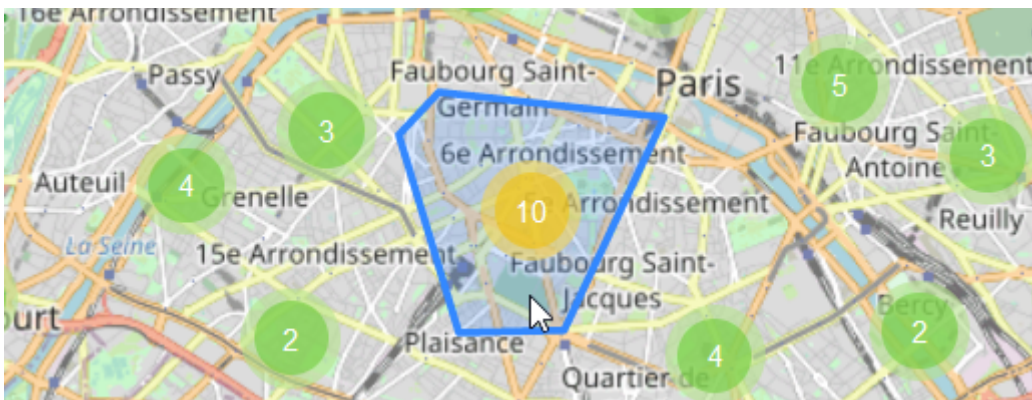 16e Arrondissement
Passy
Faubourg Saint-
Germain
Paris
11e Arrondissement
5
3
6e Arrondissement
Faubourg Saint-
Antoine
3
Auteuil
4
Grenelle
10
5e Arrondissement
Reuilly
La Seine
15e Arrondissement
Faubourg Saint-
Jacques
Bercy
urt
2
Plaisance
4
2
Quartier de